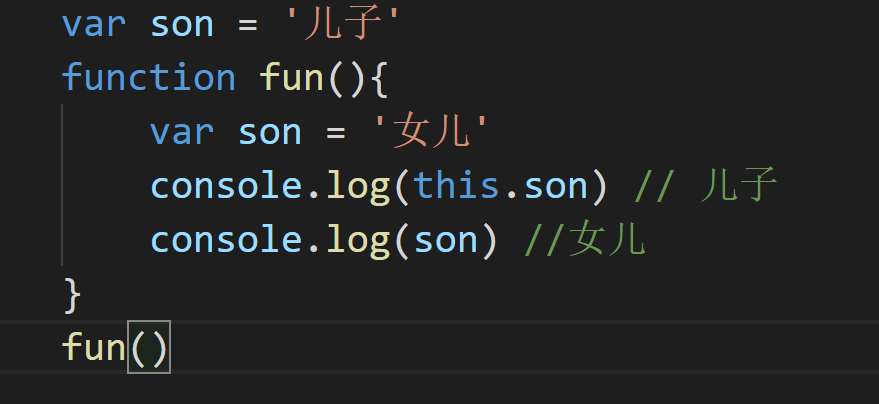 var son = '儿子'
function fun(){
    var son = '女儿'
    console.log(this.son) // 儿子
    console.log(son) //女儿
}
fun()